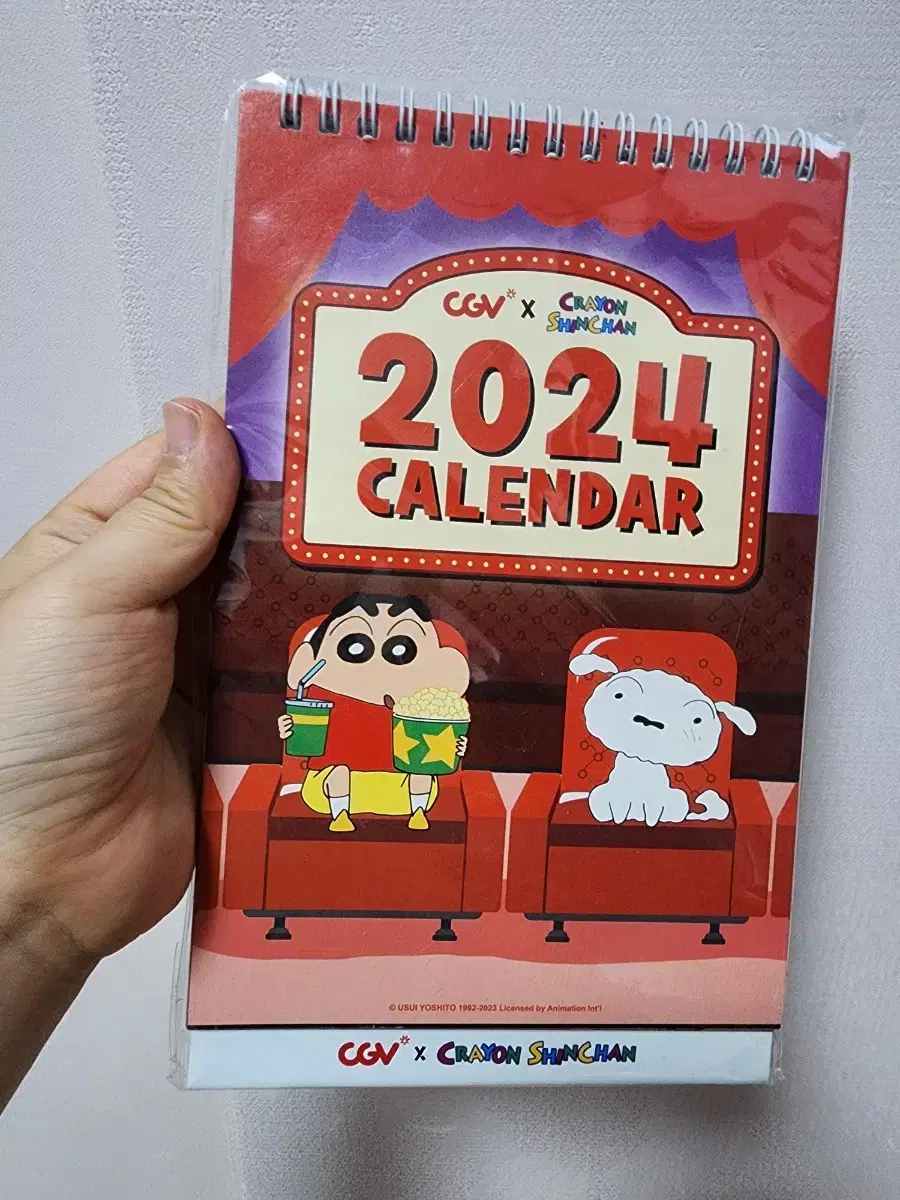 CGV X CRAYON SHINCHAN
2024
CALENDAR
© USUI YOSHITO 1992-2023 Licensed by Animation Int'l
CGV X CRAYON SHINCHAN